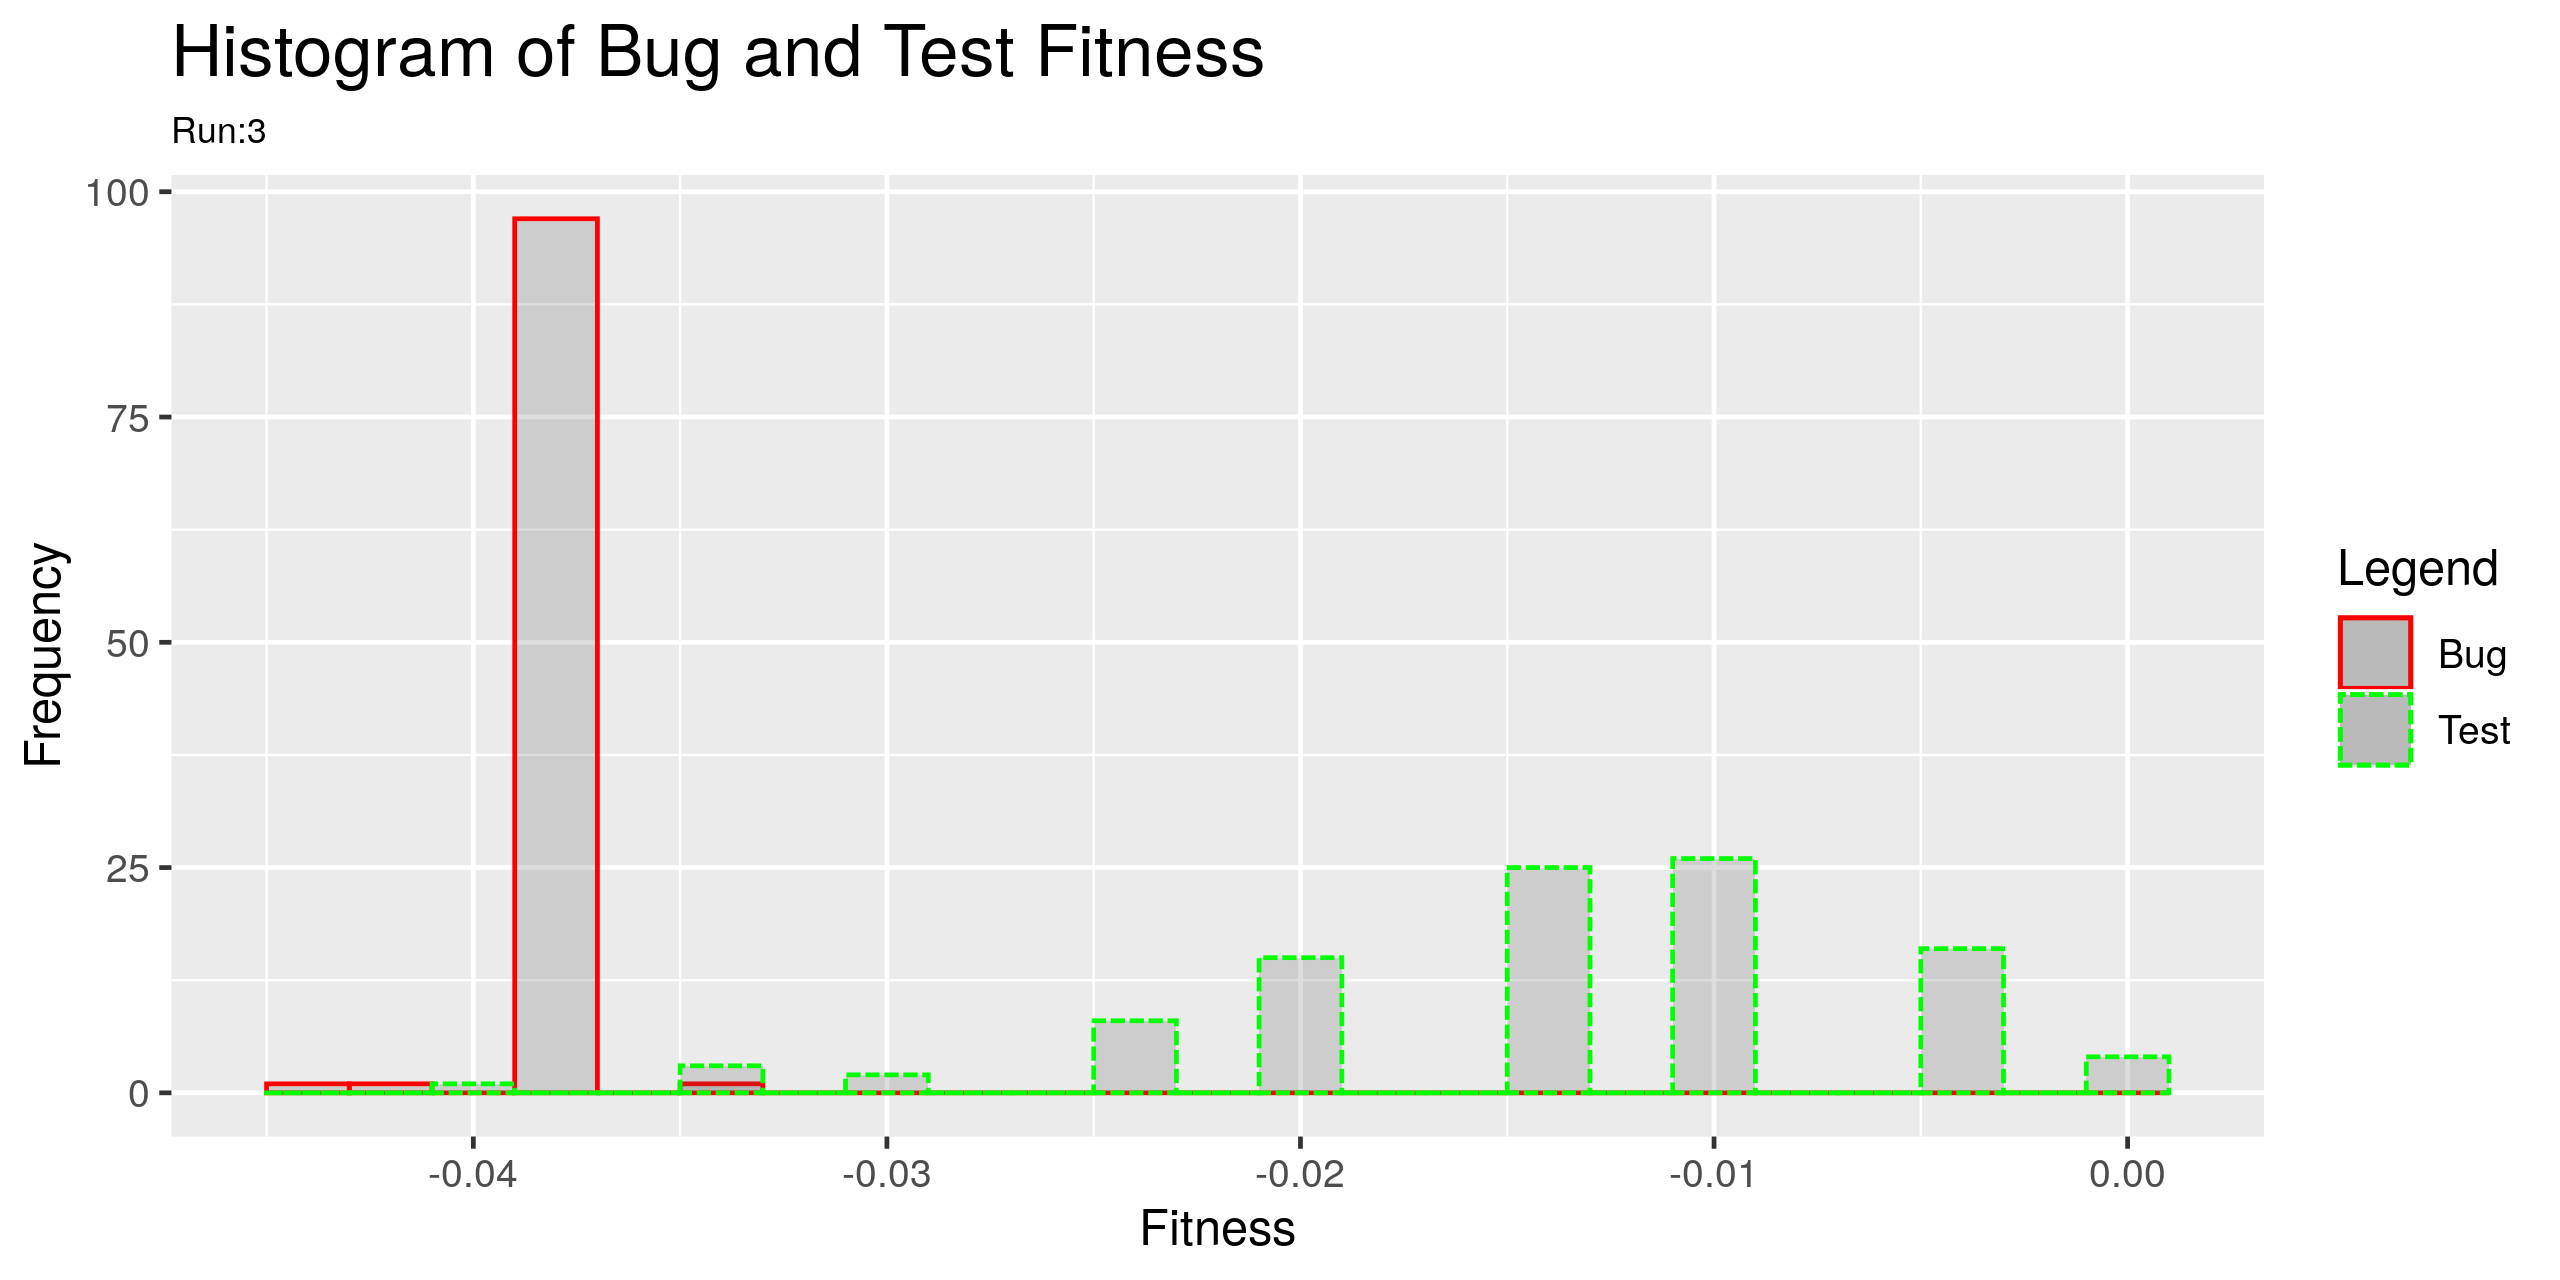 Histogram of Bug and Test Fitness
Run:3
Frequency
100
75
50
25
0
-0.04
-0.03
-0.02
-0.01
0.00
Fitness
Legend
Bug
Test